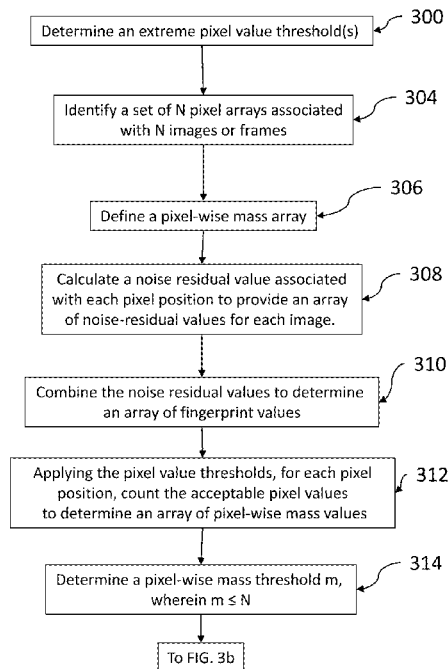 Determine an extreme pixel value threshold(s)
300
Identify a set of N pixel arrays associated
with N images or frames
304
Define a pixel-wise mass array
306
Calculate a noise residual value associated
with each pixel position to provide an array
of noise-residual values for each image.
308
Combine the noise residual values to determine
an array of fingerprint values
310
Applying the pixel value thresholds, for each pixel
position, count the acceptable pixel values
to determine an array of pixel-wise mass values
312
Determine a pixel-wise mass threshold m,
wherein m ≤ N
314
To FIG. 3b